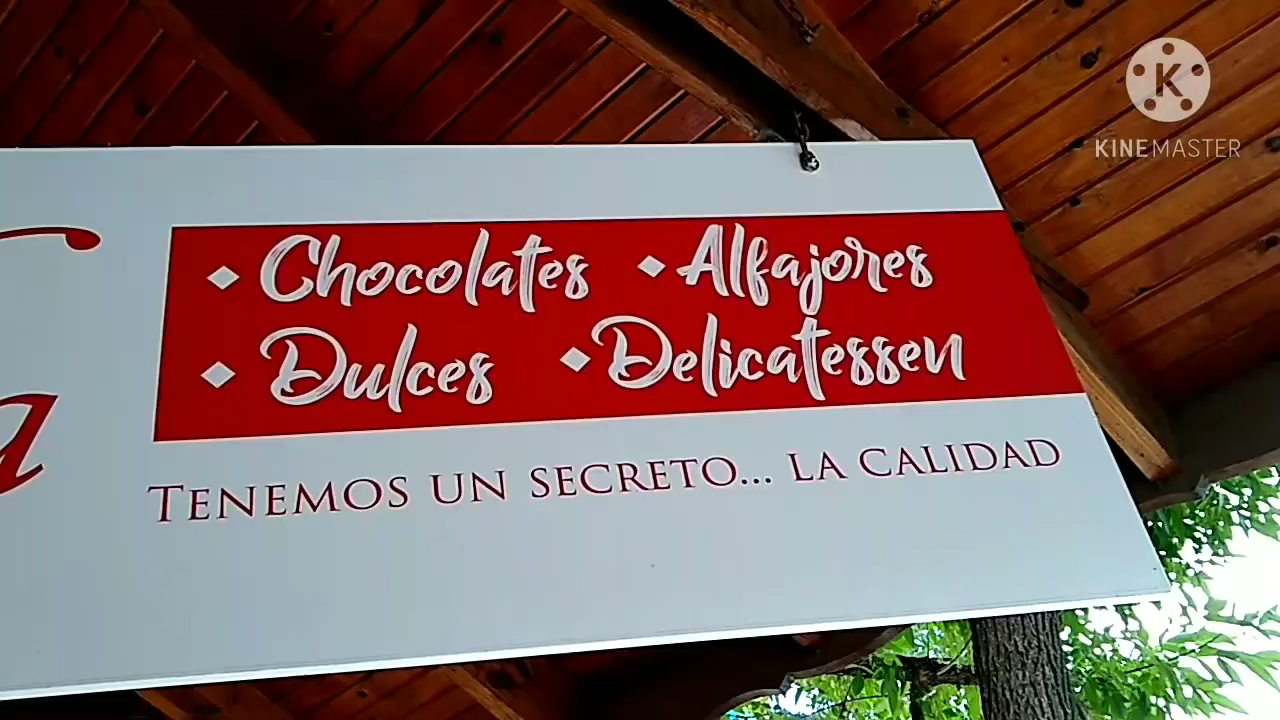 K
KINEMASTER
• Chocolates • Alfajores
• Dulces • Delicatessen
TENEMOS UN SECRETO... LA CALIDAD